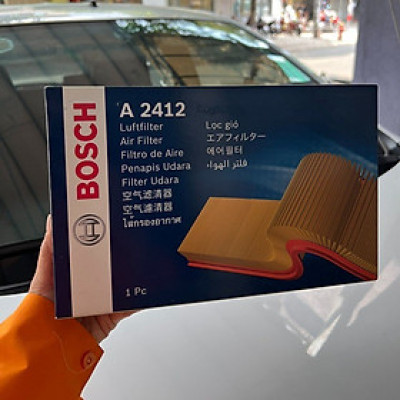 BOSCH
A 2412
Luftfilter
Air Filter
Filtro de Aire
Penapis Udara
Filter Udara
空气滤清器
空氣濾清器
ไส้กรองอากาศ
Lọc gió
エアフィルター
에어필터
فلتر الهواء
1 Pc